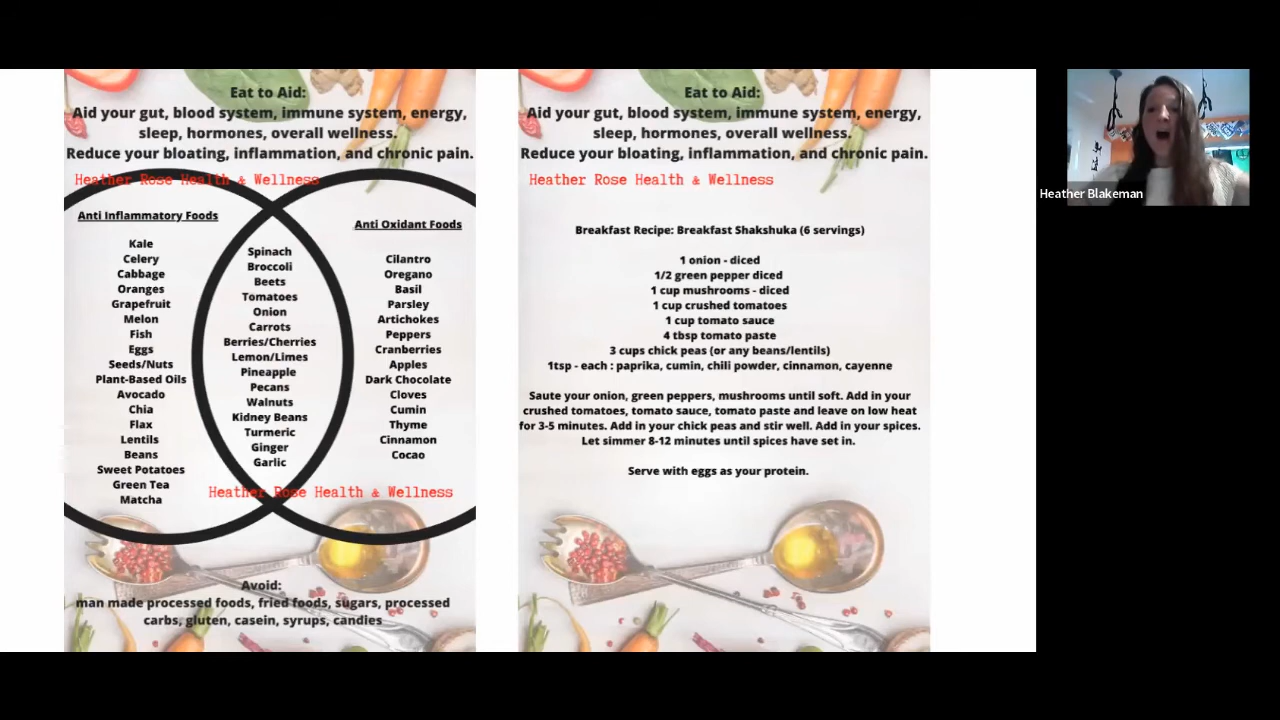 Eat to Aid:
Aid your gut, blood system, immune system, energy,
sleep, hormones, overall wellness.
Reduce your bloating, inflammation, and chronic pain.
Heather Rose Health & Wellness
Anti Inflammatory Foods
Kale
Celery
Cabbage
Oranges
Grapefruit
Melon
Fish
Eggs
Seeds/Nuts
Plant-Based Oils
Avocado
Chia
Flax
Lentils
Beans
Sweet Potatoes
Green Tea
Matcha
Spinach
Broccoli
Beets
Tomatoes
Onion
Carrots
Berries/Cherries
Lemon/Limes
Pineapple
Pecans
Walnuts
Kidney Beans
Turmeric
Ginger
Garlic
Anti Oxidant Foods
Cilantro
Oregano
Basil
Parsley
Artichokes
Peppers
Cranberries
Apples
Dark Chocolate
Cloves
Cumin
Thyme
Cinnamon
Cocao
Heather Rose Health & Wellness
Avoid:
man made processed foods, fried foods, sugars, processed
carbs, gluten, casein, syrups, candies
Eat to Aid:
Aid your gut, blood system, immune system, energy,
sleep, hormones, overall wellness.
Reduce your bloating, inflammation, and chronic pain.
Heather Rose Health & Wellness
Breakfast Recipe: Breakfast Shakshuka (6 servings)
1 onion - diced
1/2 green pepper diced
1 cup mushrooms - diced
1 cup crushed tomatoes
1 cup tomato sauce
4 tbsp tomato paste
3 cups chick peas (or any beans/lentils)
1tsp - each : paprika, cumin, chili powder, cinnamon, cayenne
Saute your onion, green peppers, mushrooms until soft. Add in your
crushed tomatoes, tomato sauce, tomato paste and leave on low heat
for 3-5 minutes. Add in your chick peas and stir well. Add in your spices.
Let simmer 8-12 minutes until spices have set in.
Serve with eggs as your protein.
Heather Blakeman